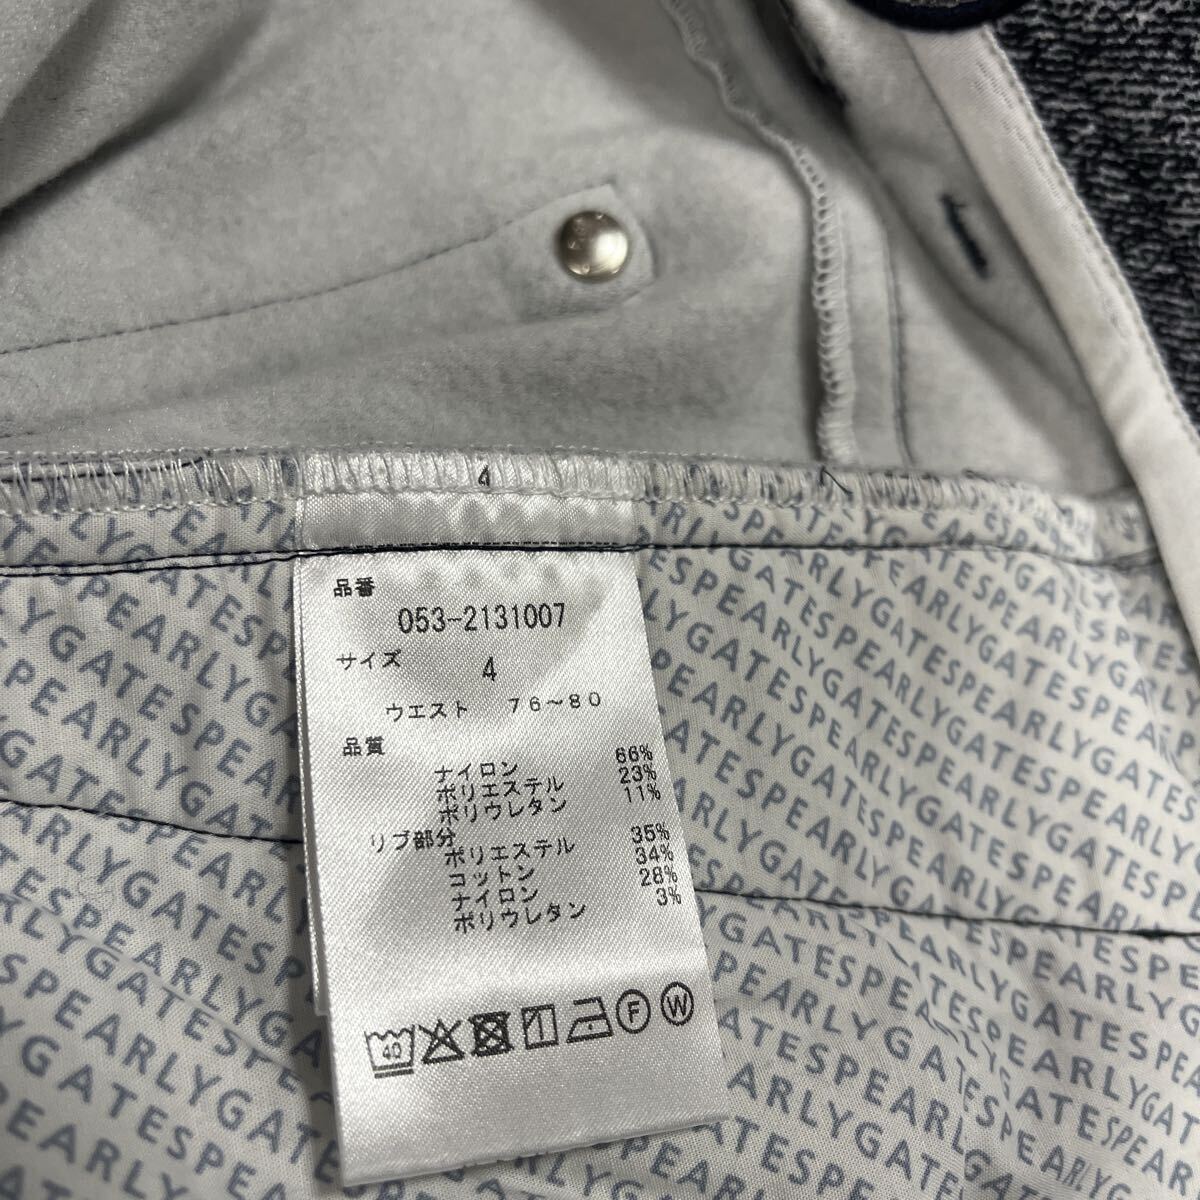 4
品番
053-2131007
サイズ
4
ウエスト 76~80
品質
ナイロン 66%
ポリエステル 23%
ポリウレタン 11%
リブ部分
ポリエステル 35%
コットン 34%
ナイロン 28%
ポリウレタン 3%
40 F W
PEARLYGATES